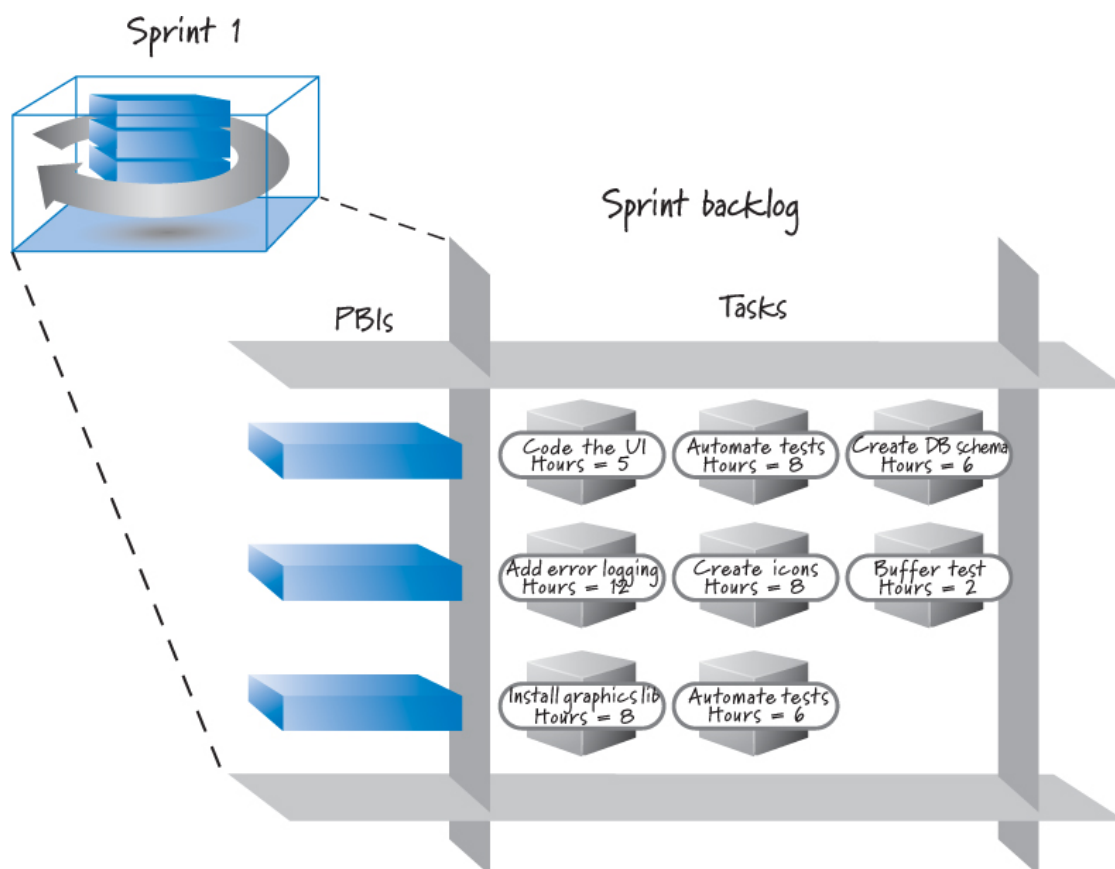 Sprint 1
Sprint backlog
PBIs
Tasks
Code the UI
Hours = 5
Automate tests
Hours = 8
Create DB schema
Hours = 6
Add error logging
Hours = 12
Create icons
Hours = 8
Buffer test
Hours = 2
Install graphics lib
Hours = 8
Automate tests
Hours = 6